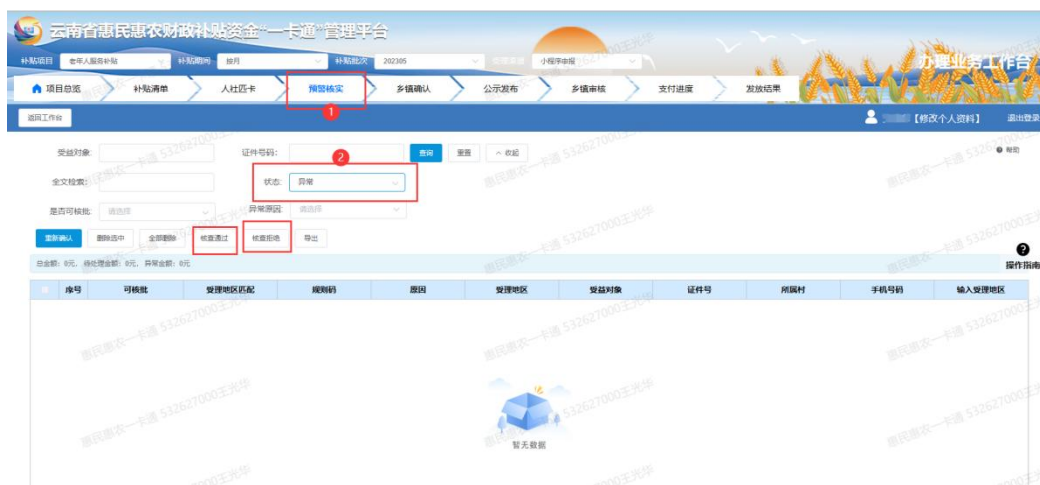 云南省惠民惠农财政补贴资金“一卡通”管理平台
补贴项目 老年人服务补贴 补贴期间 按月 补贴批次 202305 小程序申报 办理业务工作台
项目总览 补贴清单 人社匹卡 预警核实 乡镇确认 公示发布 乡镇审核 支付进度 发放结果
1
返回工作台 【修改个人资料】 退出登录
受益对象: 证件号码: 查询 重置 收起 帮助
2
全文检索: 状态: 异常
是否可核批: 请选择 异常原因: 请选择
重新确认 删除选中 全部删除 核查通过 核查拒绝 导出
总金额: 0元, 待处理金额: 0元, 异常金额: 0元
操作指南
序号 可核批 受理地区匹配 规则码 原因 受理地区 受益对象 证件号 所属村 手机号码 输入受理地区
暂无数据
惠民惠农一卡通 532627000王光华